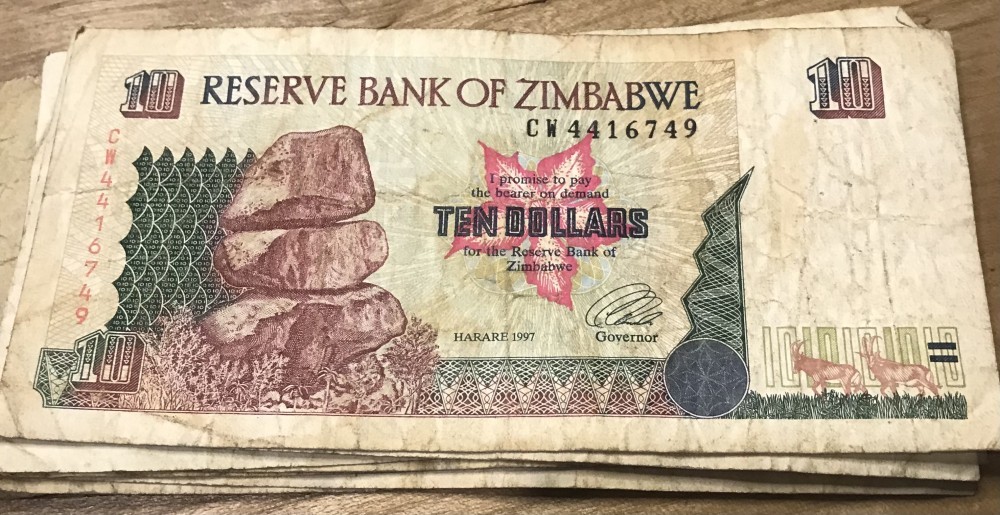 10 RESERVE BANK OF ZIMBABWE 10
CW4416749
CW4416749
I promise to pay
the bearer on demand
TEN DOLLARS
for the Reserve Bank of
Zimbabwe
HARARE 1997 Governor
10